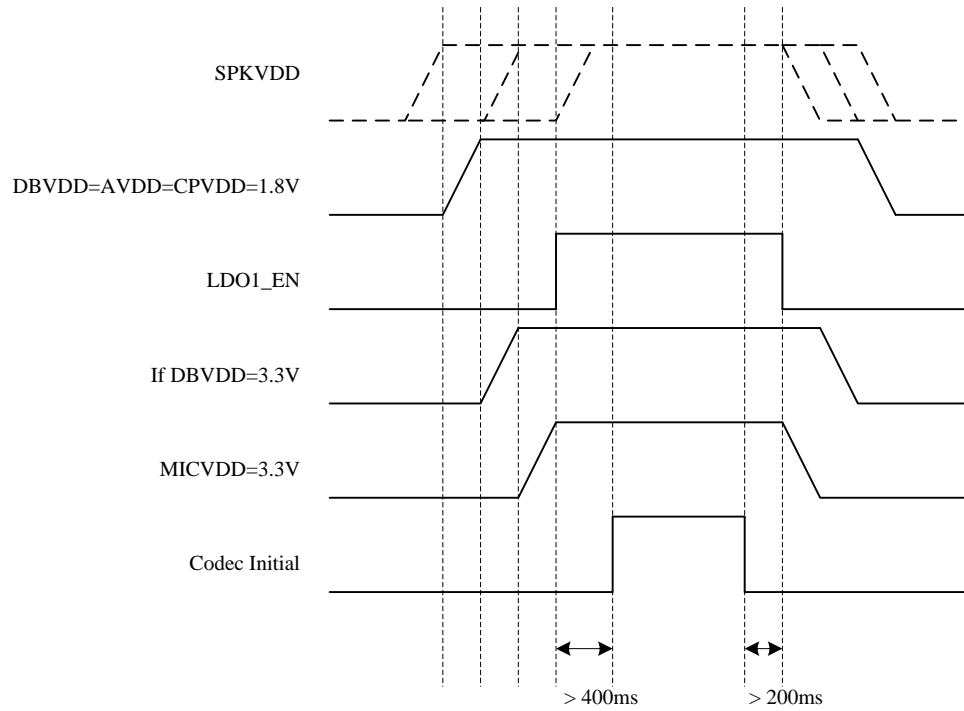 SPKVDD
DBVDD=AVDD=CPVDD=1.8V
LDO1_EN
If DBVDD=3.3V
MICVDD=3.3V
Codec Initial
> 400ms
> 200ms